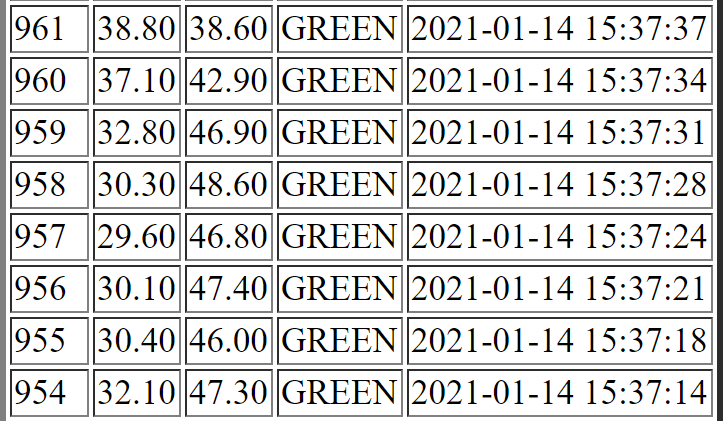 961 38.80 38.60 GREEN 2021-01-14 15:37:37
960 37.10 42.90 GREEN 2021-01-14 15:37:34
959 32.80 46.90 GREEN 2021-01-14 15:37:31
958 30.30 48.60 GREEN 2021-01-14 15:37:28
957 29.60 46.80 GREEN 2021-01-14 15:37:24
956 30.10 47.40 GREEN 2021-01-14 15:37:21
955 30.40 46.00 GREEN 2021-01-14 15:37:18
954 32.10 47.30 GREEN 2021-01-14 15:37:14